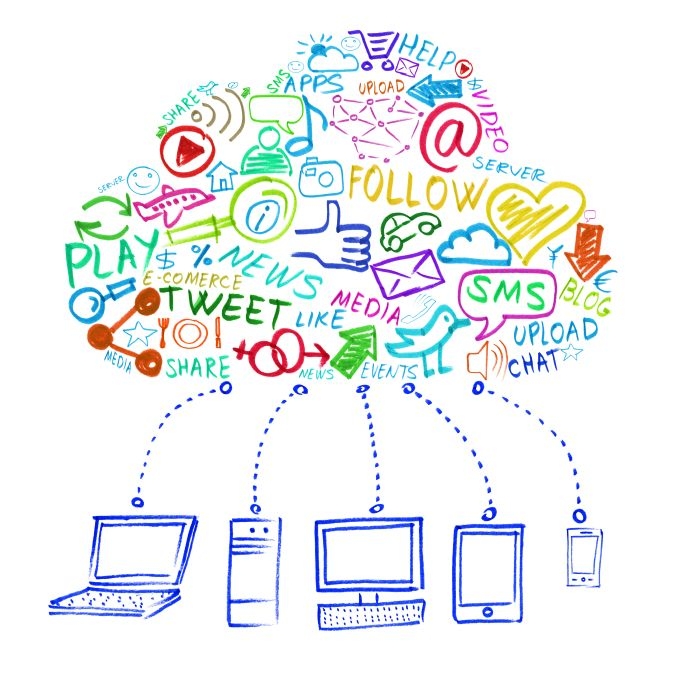 HELP
SMS
APPS
UPLOAD
$
VIDEO
SHARE
@
SERVER
SERVER
FOLLOW
i
PLAY
$
%
NEWS
¥
€
E-COMERCE
SMS
BLOG
TWEET
LIKE
MEDIA
UPLOAD
MEDIA
SHARE
NEWS
EVENTS
CHAT